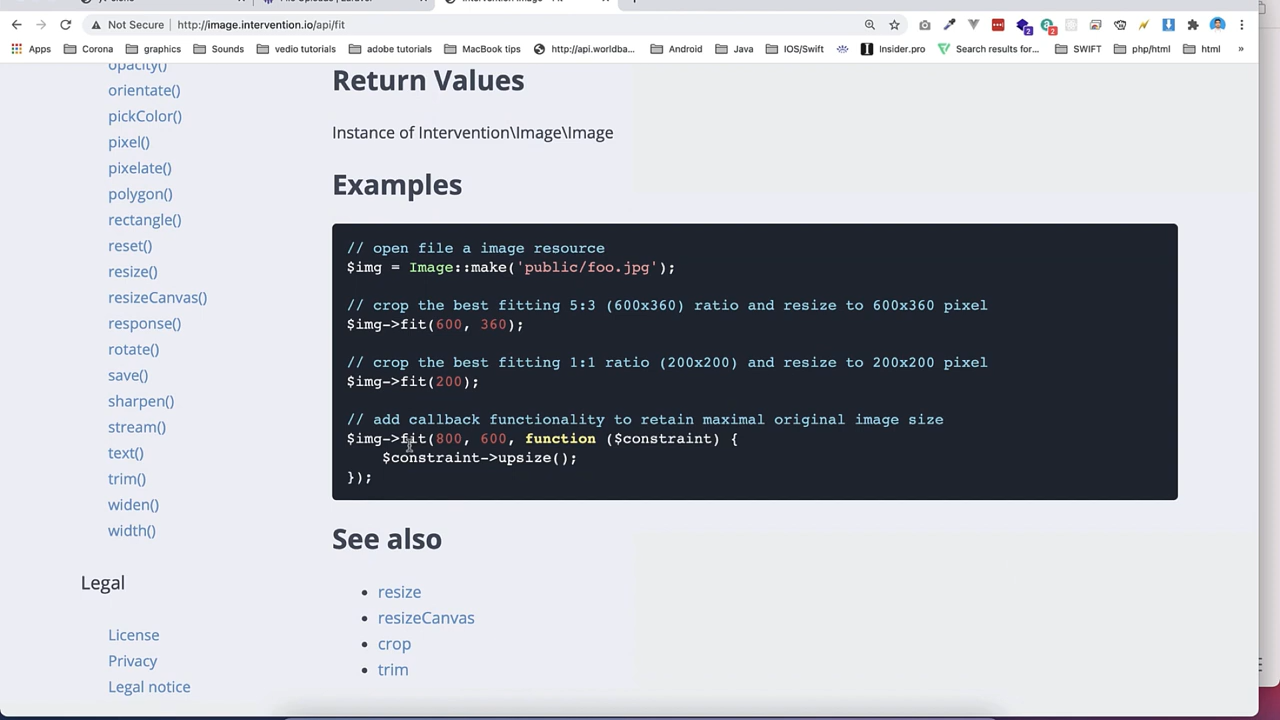 Not Secure | http://image.intervention.io/api/fit
Apps Corona graphics Sounds vedio tutorials adobe tutorials MacBook tips http://api.worldba... Android Java IOS/Swift Insider.pro Search results for... SWIFT php/html html »
opacity()
orientate()
pickColor()
pixel()
pixelate()
polygon()
rectangle()
reset()
resize()
resizeCanvas()
response()
rotate()
save()
sharpen()
stream()
text()
trim()
widen()
width()
Legal
License
Privacy
Legal notice
Return Values
Instance of Intervention\Image\Image
Examples
// open file a image resource
$img = Image::make('public/foo.jpg');
// crop the best fitting 5:3 (600x360) ratio and resize to 600x360 pixel
$img->fit(600, 360);
// crop the best fitting 1:1 ratio (200x200) and resize to 200x200 pixel
$img->fit(200);
// add callback functionality to retain maximal original image size
$img->fit(800, 600, function ($constraint) {
$constraint->upsize();
});
See also
resize
resizeCanvas
crop
trim